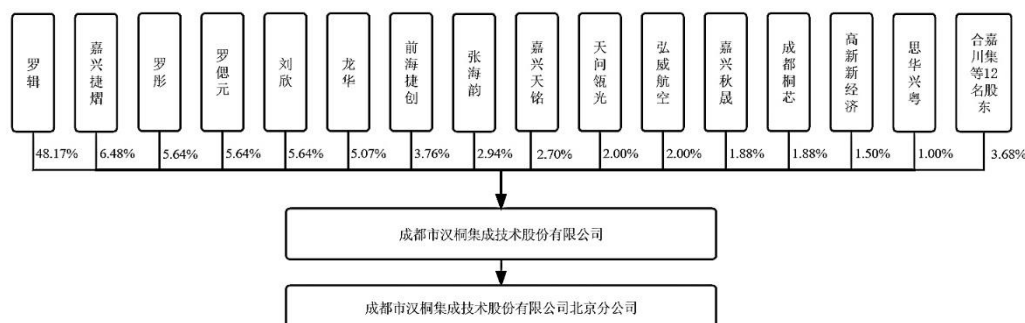 罗辑
嘉兴捷熠
罗彤
罗偲元
刘欣
龙华
前海捷创
张海韵
嘉兴天铭
天问瓴光
弘威航空
嘉兴秋晟
成都桐芯
高新新经济
思华兴粤
嘉集12股东
合川等名
48.17%
6.48%
5.64%
5.64%
5.64%
5.07%
3.76%
2.94%
2.70%
2.00%
2.00%
1.88%
1.88%
1.50%
1.00%
3.68%
成都市汉桐集成技术股份有限公司
成都市汉桐集成技术股份有限公司北京分公司